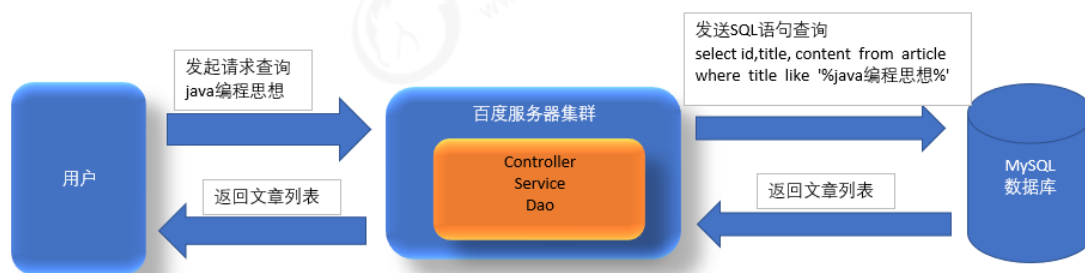 发送SQL语句查询
select id,title, content from article
where title like '%java编程思想%'
发起请求查询
java编程思想
百度服务器集群
用户
Controller
Service
Dao
MySQL
数据库
返回文章列表
返回文章列表